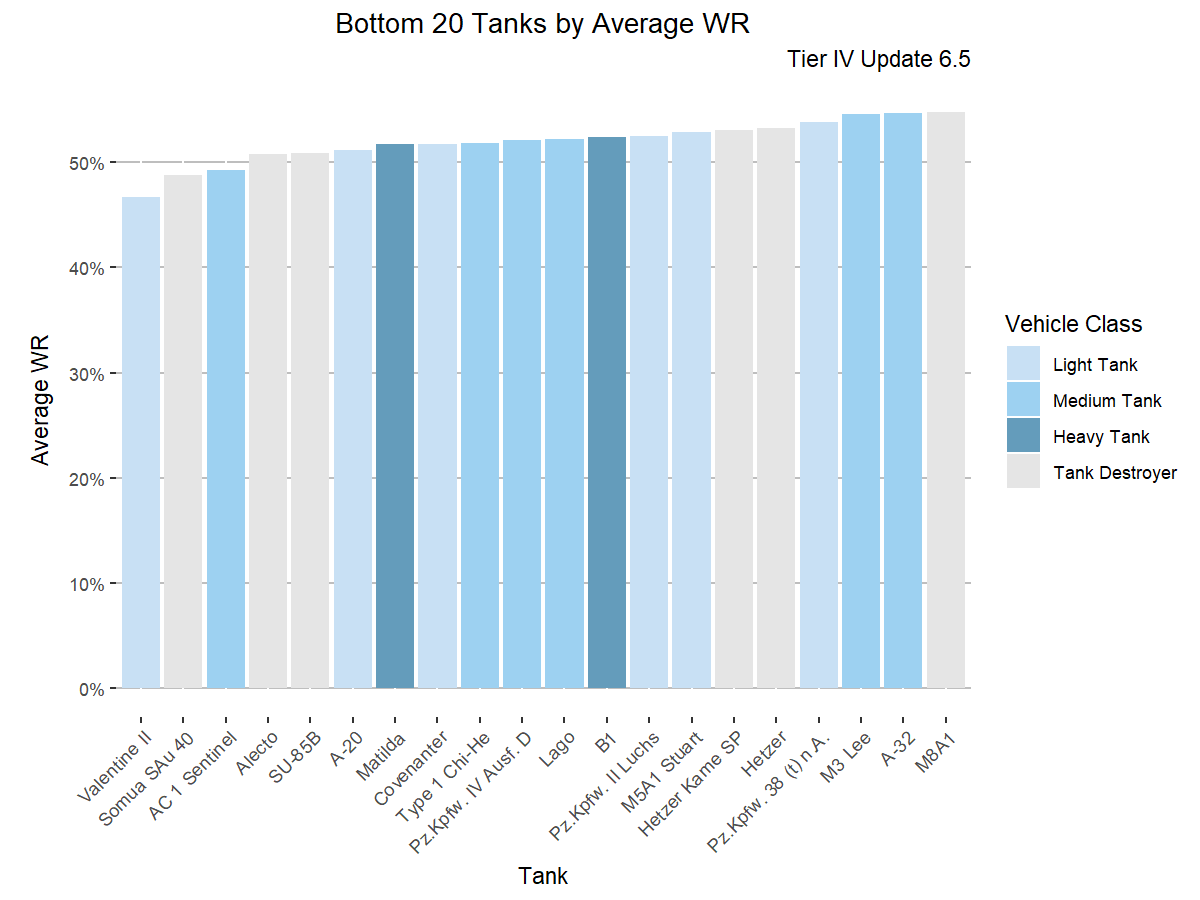 Bottom 20 Tanks by Average WR
Tier IV Update 6.5
Average WR
50%
40%
30%
20%
10%
0%
Valentine II
Somua SAu 40
AC 1 Sentinel
Alecto
SU-85B
A-20
Matilda
Covenanter
Type 1 Chi-He
Pz.Kpfw. IV Ausf. D
Lago
B1
Pz.Kpfw. II Luchs
M5A1 Stuart
Hetzer Kame SP
Hetzer
Pz.Kpfw. 38 (t) n.A.
M3 Lee
A-32
M8A1
Tank
Vehicle Class
Light Tank
Medium Tank
Heavy Tank
Tank Destroyer